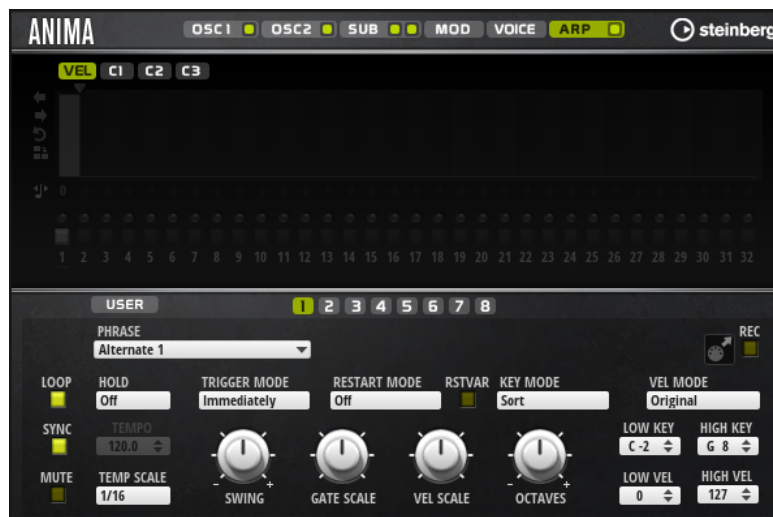 ANIMA OSC1 OSC2 SUB MOD VOICE ARP steinberg
VEL C1 C2 C3
0
1 2 3 4 5 6 7 8 9 10 11 12 13 14 15 16 17 18 19 20 21 22 23 24 25 26 27 28 29 30 31 32
USER 1 2 3 4 5 6 7 8
PHRASE REC
Alternate 1
LOOP HOLD TRIGGER MODE RESTART MODE RSTVAR KEY MODE VEL MODE
Off Immediately Off Sort Original
SYNC TEMPO LOW KEY HIGH KEY
120.0 C -2 G 8
MUTE TEMP SCALE LOW VEL HIGH VEL
1/16 - + SWING GATE SCALE VEL SCALE - + OCTAVES 0 127